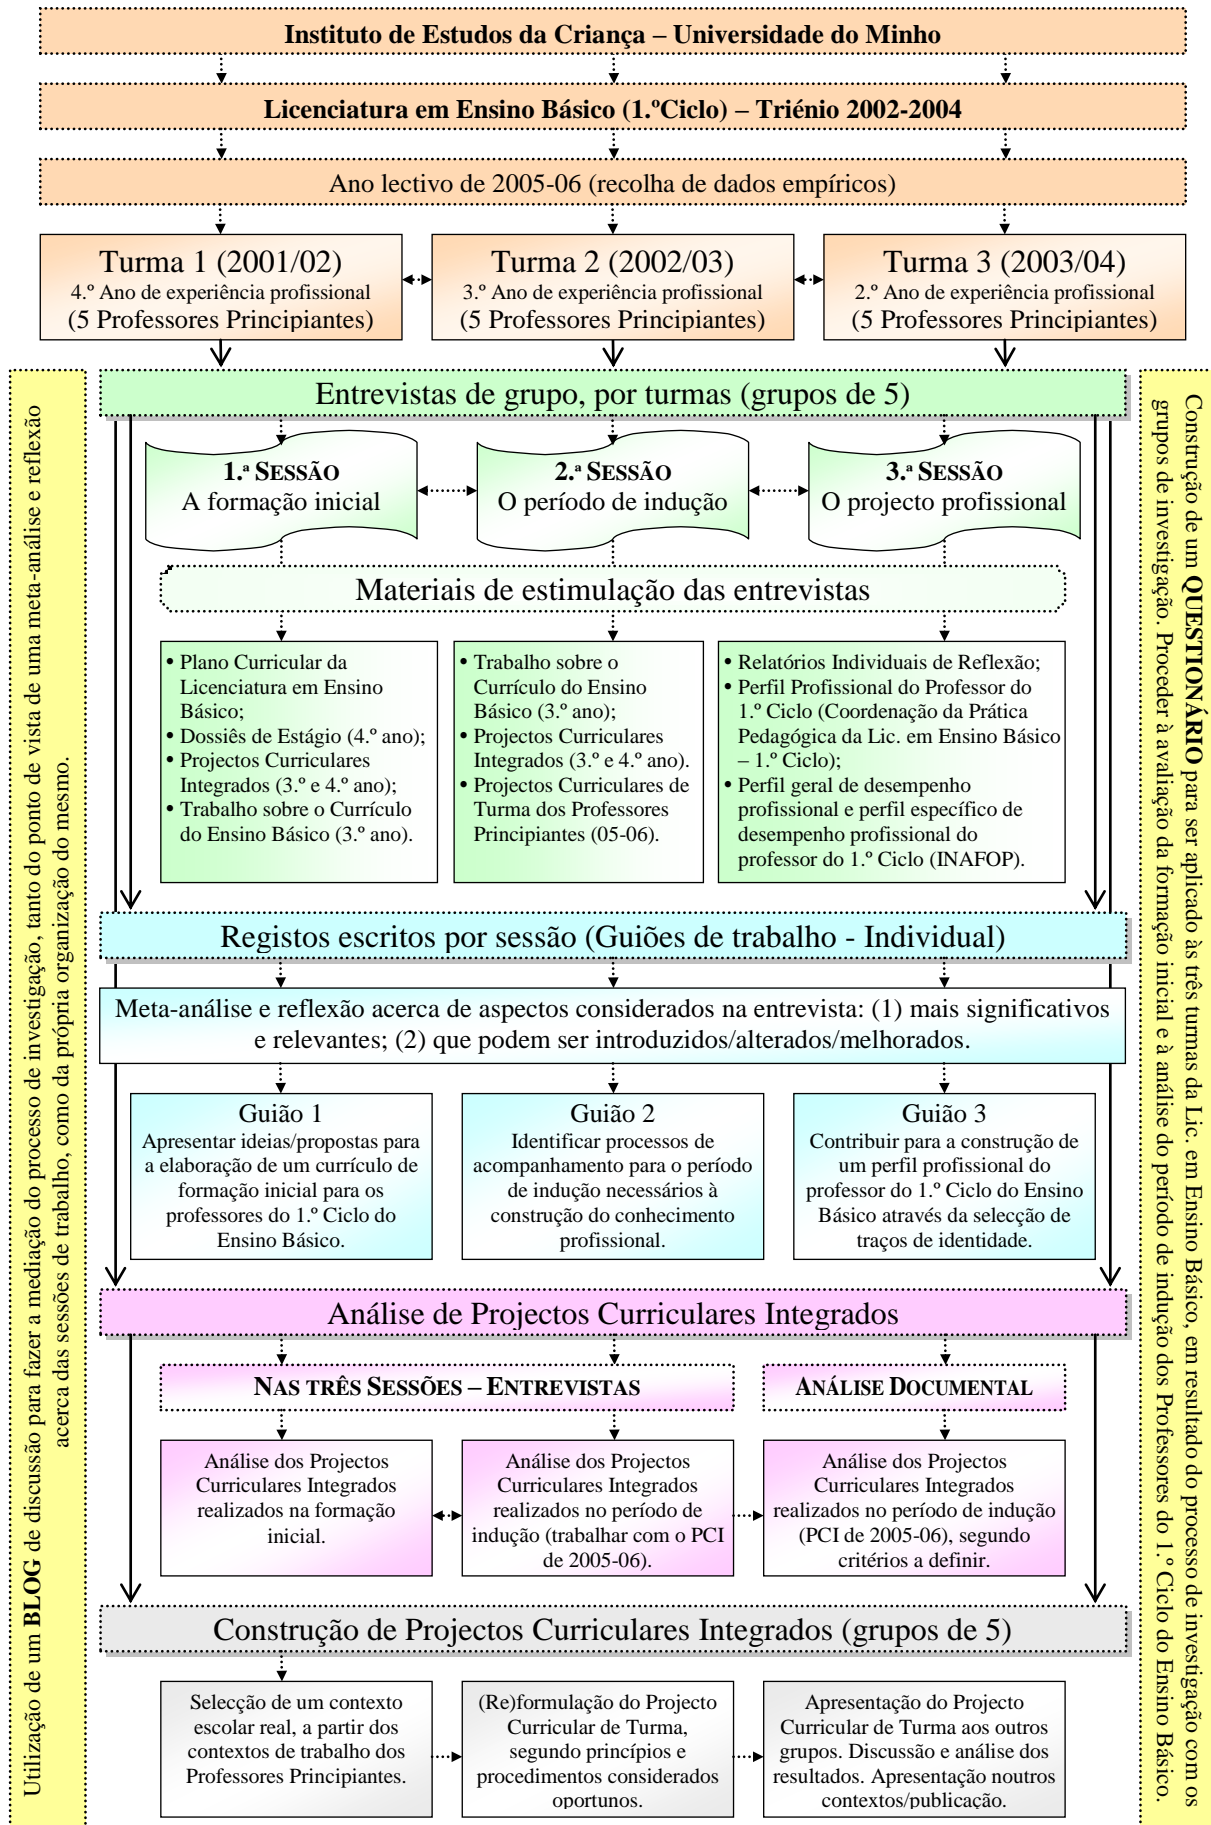 Instituto de Estudos da Criança – Universidade do Minho
Licenciatura em Ensino Básico (1.ºCiclo) – Triénio 2002-2004
Ano lectivo de 2005-06 (recolha de dados empíricos)
Turma 1 (2001/02)
4.º Ano de experiência profissional
(5 Professores Principiantes)
Turma 2 (2002/03)
3.º Ano de experiência profissional
(5 Professores Principiantes)
Turma 3 (2003/04)
2.º Ano de experiência profissional
(5 Professores Principiantes)
Utilização de um BLOG de discussão para fazer a mediação do processo de investigação, tanto do ponto de vista de uma meta-análise e reflexão
acerca das sessões de trabalho, como da própria organização do mesmo.
Entrevistas de grupo, por turmas (grupos de 5)
1.ª SESSÃO
A formação inicial
2.ª SESSÃO
O período de indução
3.ª SESSÃO
O projecto profissional
Materiais de estimulação das entrevistas
• Plano Curricular da
Licenciatura em Ensino
Básico;
• Dossiês de Estágio (4.º ano);
• Projectos Curriculares
Integrados (3.º e 4.º ano);
• Trabalho sobre o Currículo
do Ensino Básico (3.º ano).
• Trabalho sobre o
Currículo do Ensino
Básico (3.º ano);
• Projectos Curriculares
Integrados (3.º e 4.º ano).
• Projectos Curriculares de
Turma dos Professores
Principiantes (05-06).
• Relatórios Individuais de Reflexão;
• Perfil Profissional do Professor do
1.º Ciclo (Coordenação da Prática
Pedagógica da Lic. em Ensino Básico
– 1.º Ciclo);
• Perfil geral de desempenho
profissional e perfil específico de
desempenho profissional do
professor do 1.º Ciclo (INAFOP).
Registos escritos por sessão (Guiões de trabalho - Individual)
Meta-análise e reflexão acerca de aspectos considerados na entrevista: (1) mais significativos
e relevantes; (2) que podem ser introduzidos/alterados/melhorados.
Guião 1
Apresentar ideias/propostas para
a elaboração de um currículo de
formação inicial para os
professores do 1.º Ciclo do
Ensino Básico.
Guião 2
Identificar processos de
acompanhamento para o período
de indução necessários à
construção do conhecimento
profissional.
Guião 3
Contribuir para a construção de
um perfil profissional do
professor do 1.º Ciclo do Ensino
Básico através da selecção de
traços de identidade.
Análise de Projectos Curriculares Integrados
NAS TRÊS SESSÕES – ENTREVISTAS
ANÁLISE DOCUMENTAL
Análise dos Projectos
Curriculares Integrados
realizados na formação
inicial.
Análise dos Projectos
Curriculares Integrados
realizados no período de
indução (trabalhar com o PCI
de 2005-06).
Análise dos Projectos
Curriculares Integrados
realizados no período de indução
(PCI de 2005-06), segundo
critérios a definir.
Construção de Projectos Curriculares Integrados (grupos de 5)
Selecção de um contexto
escolar real, a partir dos
contextos de trabalho dos
Professores Principiantes.
(Re)formulação do Projecto
Curricular de Turma,
segundo princípios e
procedimentos considerados
oportunos.
Apresentação do Projecto
Curricular de Turma aos outros
grupos. Discussão e análise dos
resultados. Apresentação noutros
contextos/publicação.
Construção de um QUESTIONÁRIO para ser aplicado às três turmas da Lic. em Ensino Básico, em resultado do processo de investigação com os
grupos de investigação. Proceder à avaliação da formação inicial e à análise do período de indução dos Professores do 1.º Ciclo do Ensino Básico.